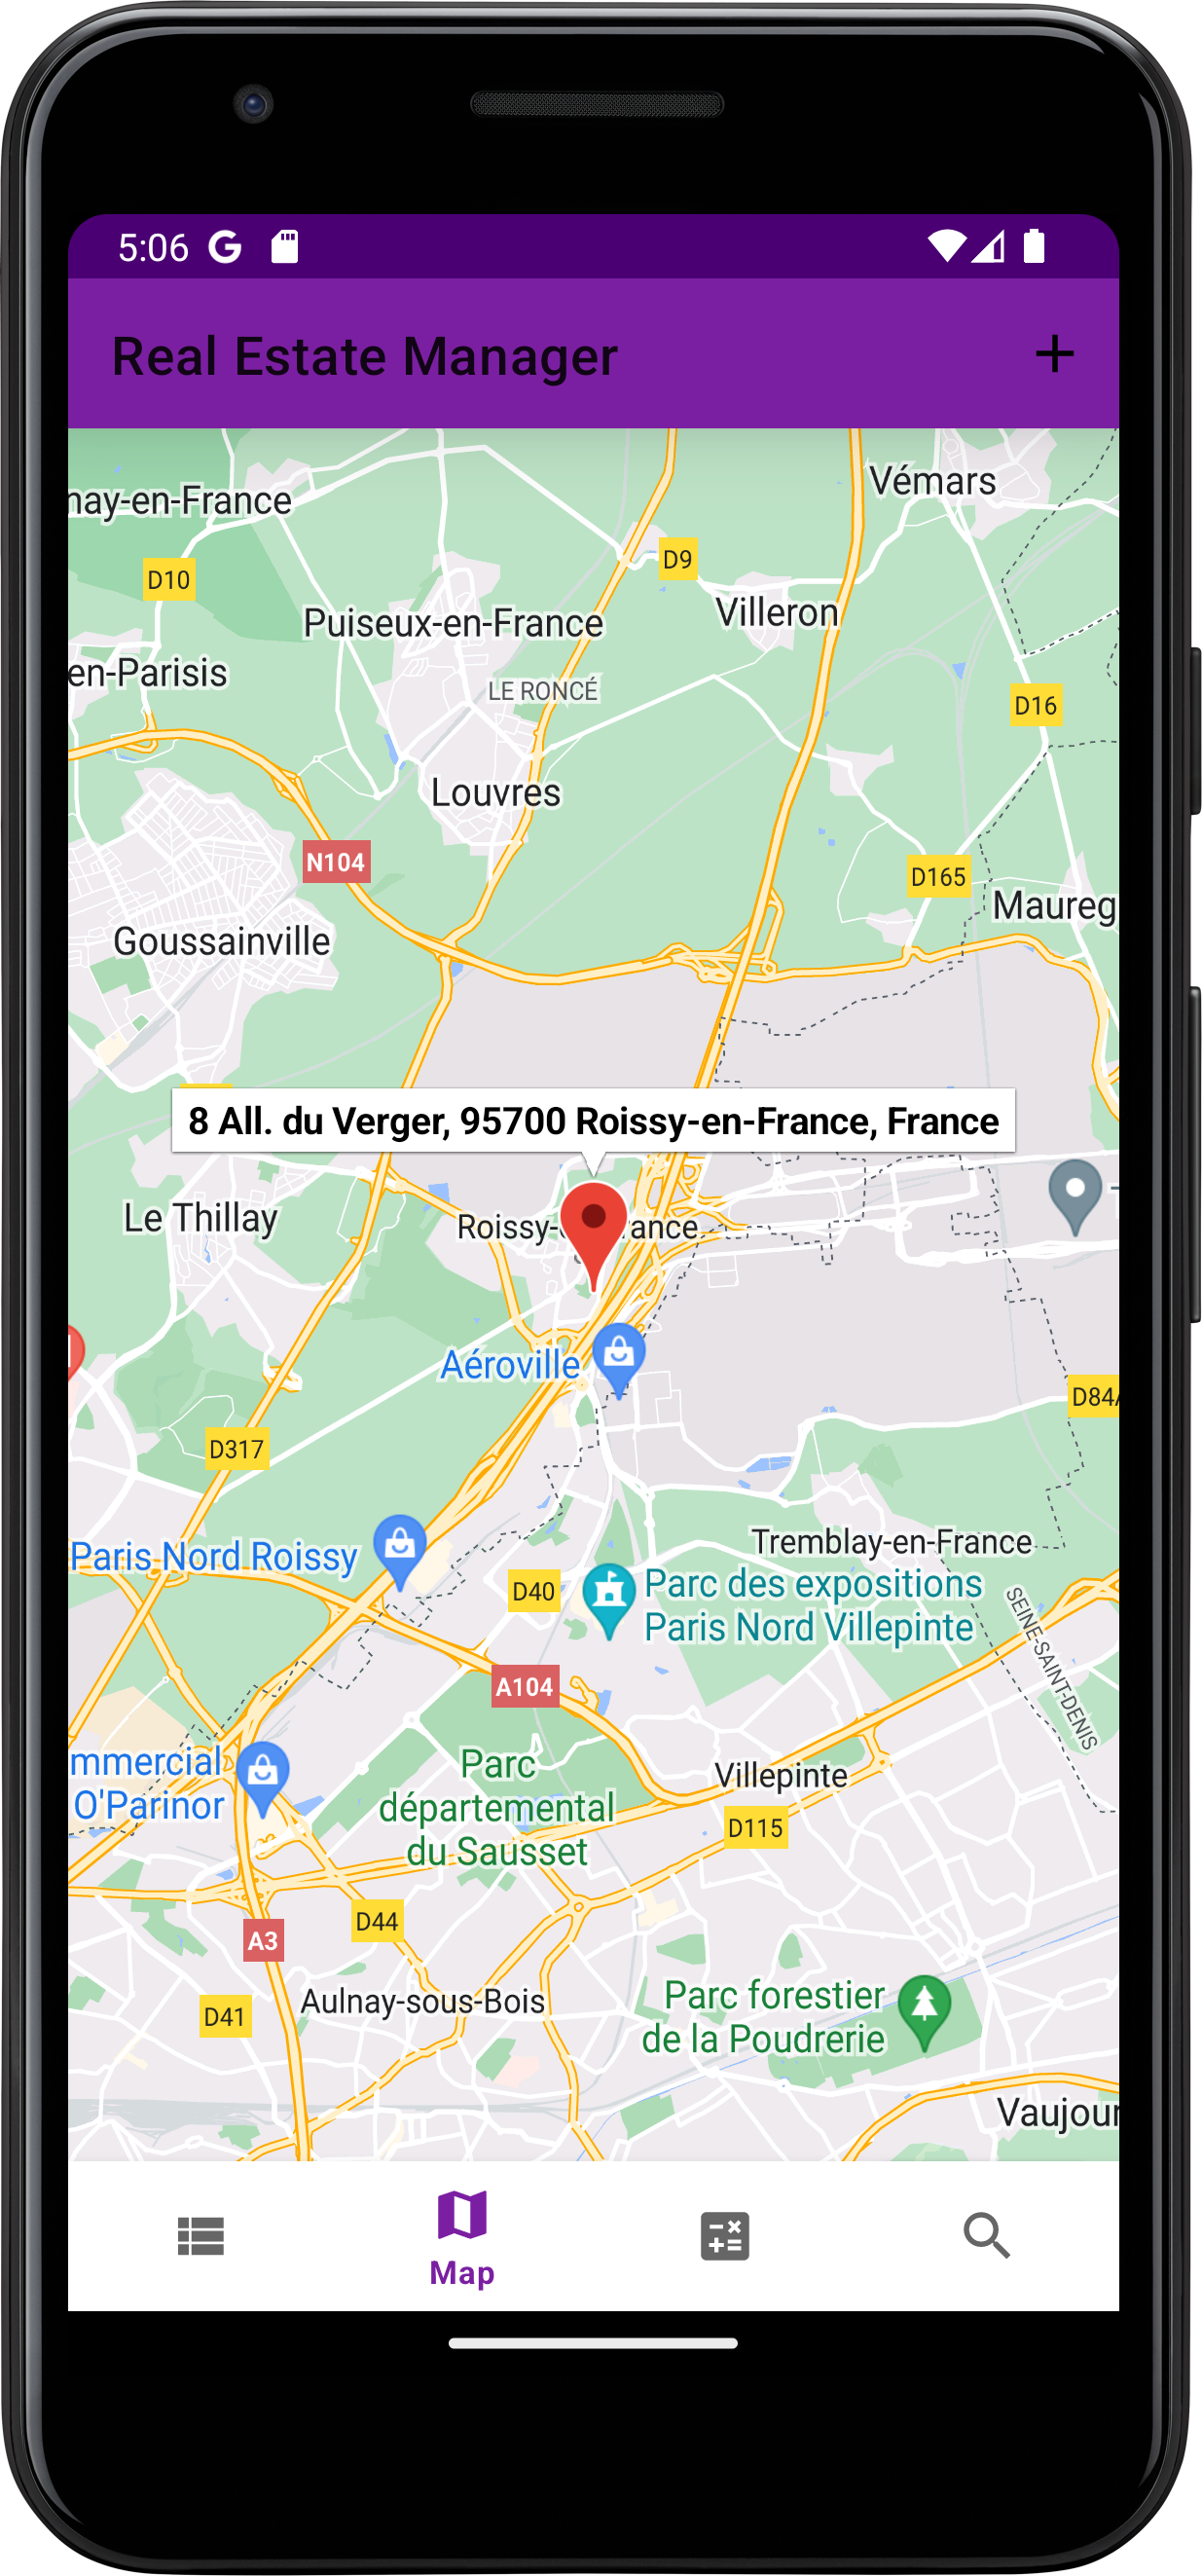 5:06
Real Estate Manager
+
Vémars
nay-en-France
D9
D10
Villeron
Puiseux-en-France
en-Parisis
LE RONCÉ
D16
Louvres
N104
D165
Maureg
Goussainville
8 All. du Verger, 95700 Roissy-en-France, France
Le Thillay
Roissy- rance
Aéroville
D84A
D317
Tremblay-en-France
Paris Nord Roissy
D40
Parc des expositions
Paris Nord Villepinte
SEINE-SAINT-DENIS
A104
mmercial
O'Parinor
Parc
départemental
du Sausset
Villepinte
D115
D44
A3
Aulnay-sous-Bois
Parc forestier
de la Poudrerie
D41
Vaujour
Map